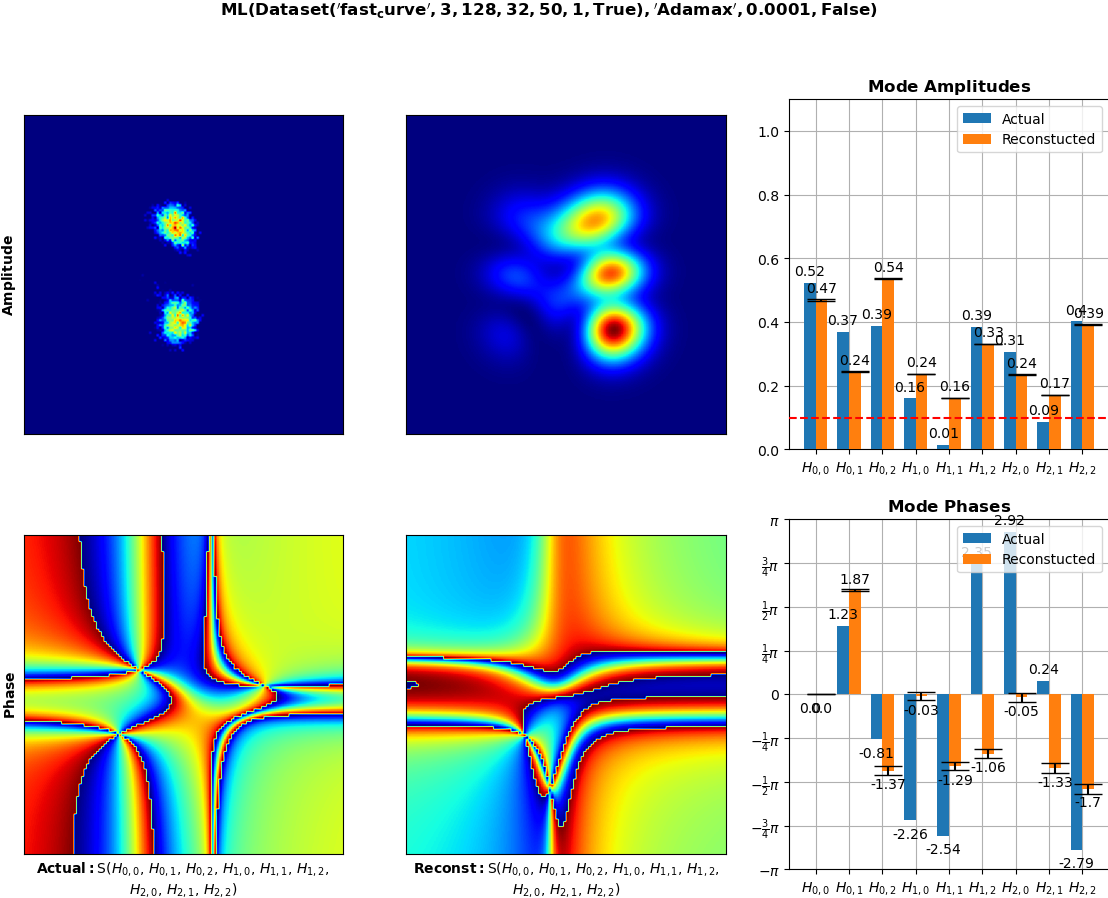 ML(Dataset(′fast_curve′, 3, 128, 32, 50, 1, True), ′Adamax′, 0.0001, False)
Amplitude
Mode Amplitudes
Actual
Reconstucted
1.0
0.8
0.6
0.4
0.2
0.0
0.52
0.47
0.37
0.24
0.39
0.54
0.16
0.24
0.01
0.16
0.39
0.33
0.31
0.24
0.09
0.17
0.4
0.39
H0,0 H0,1 H0,2 H1,0 H1,1 H1,2 H2,0 H2,1 H2,2
Phase
Mode Phases
Actual
Reconstucted
π
3/4π
1/2π
1/4π
0
−1/4π
−1/2π
−3/4π
−π
0.0
0.0
1.23
1.87
-0.81
-1.37
-2.26
-0.03
-2.54
-1.29
2.35
-1.06
2.92
-0.05
0.24
-1.33
-2.79
-1.7
H0,0 H0,1 H0,2 H1,0 H1,1 H1,2 H2,0 H2,1 H2,2
Actual: S(H0,0, H0,1, H0,2, H1,0, H1,1, H1,2,
H2,0, H2,1, H2,2)
Reconst: S(H0,0, H0,1, H0,2, H1,0, H1,1, H1,2,
H2,0, H2,1, H2,2)